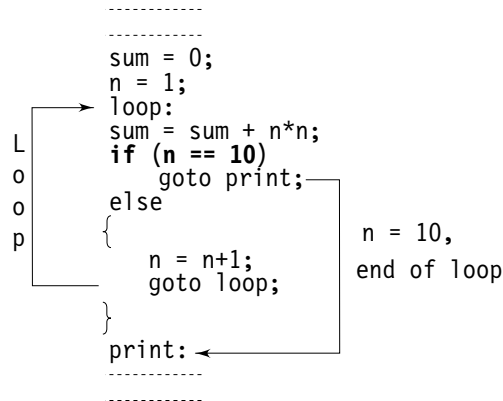 sum = 0;
n = 1;
loop:
sum = sum + n*n;
if (n == 10)
goto print;
else
{
n = n+1;
goto loop;
}
print:
Loop
n = 10,
end of loop